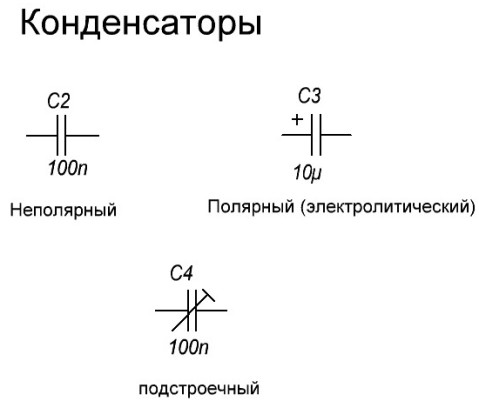 Конденсаторы
C2
100n
Неполярный
C3
+
10µ
Полярный (электролитический)
C4
100n
подстроечный